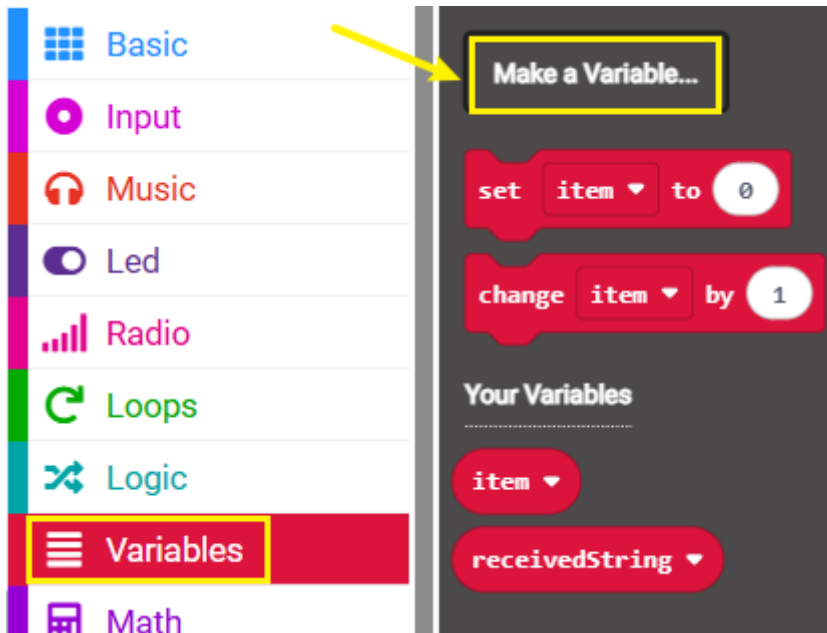 Basic
Input
Music
Led
Radio
Loops
Logic
Variables
Math
Make a Variable...
set item to 0
change item by 1
Your Variables
item
receivedString